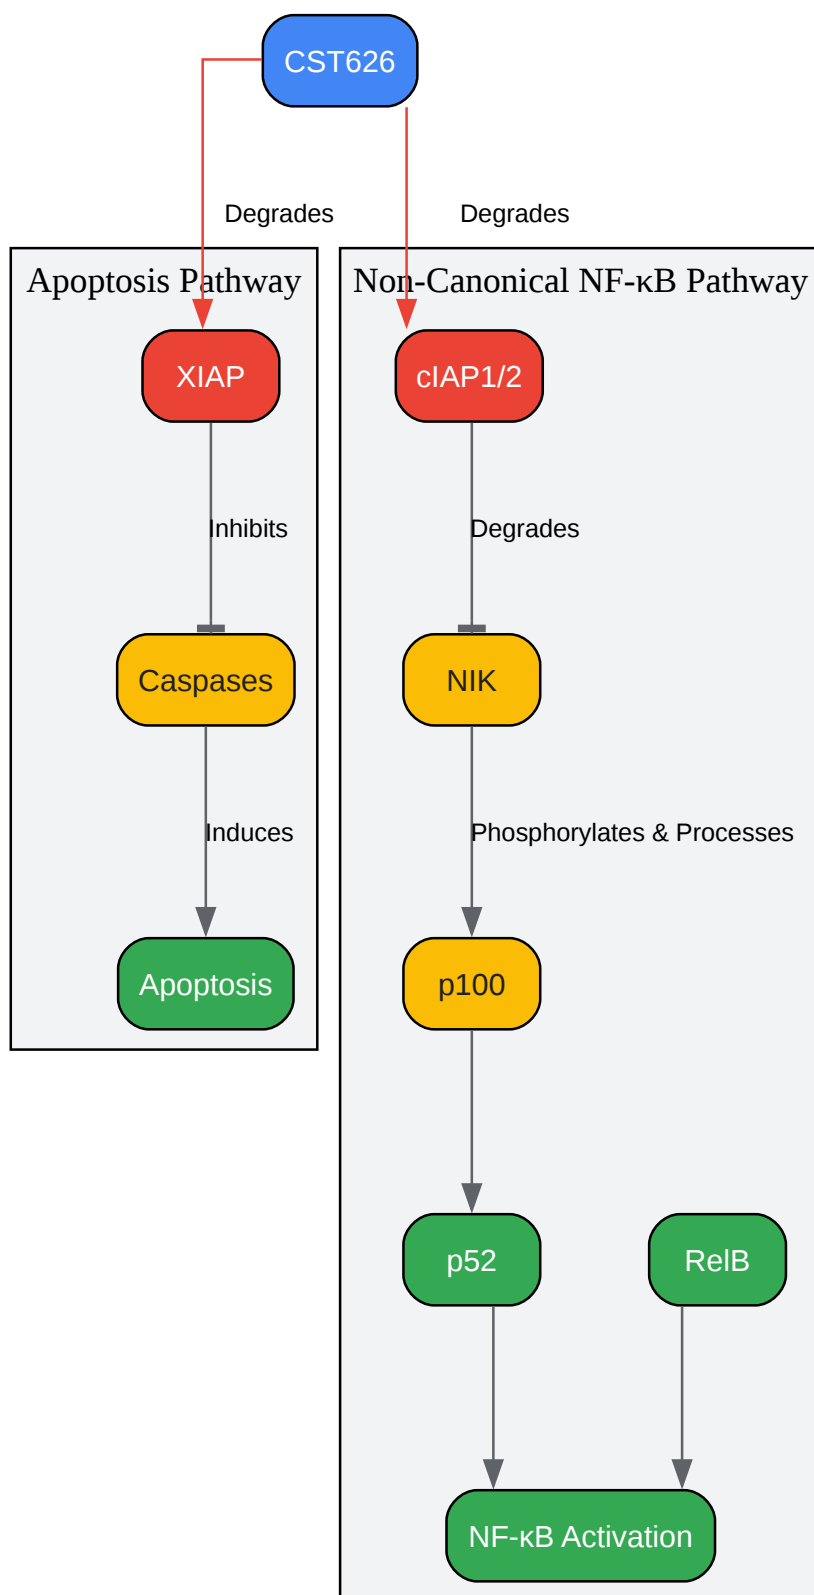 CST626
Degrades
Degrades
Apoptosis Pathway
Non-Canonical NF-κB Pathway
XIAP
cIAP1/2
Inhibits
Degrades
Caspases
NIK
Induces
Phosphorylates & Processes
Apoptosis
p100
p52
RelB
NF-κB Activation